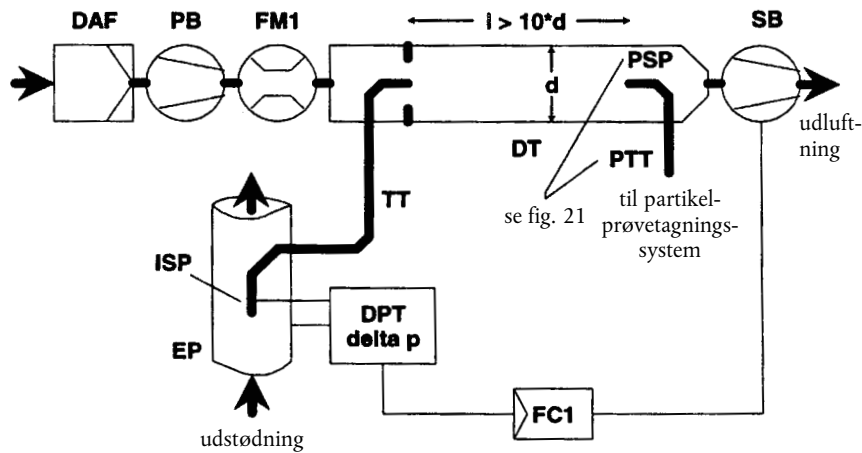 DAF
PB
FM1
l > 10*d
SB
d
PSP
DT
PTT
udluft-
ning
TT
se fig. 21
til partikel-
prøvetagnings-
system
ISP
DPT
delta p
EP
FC1
udstødning